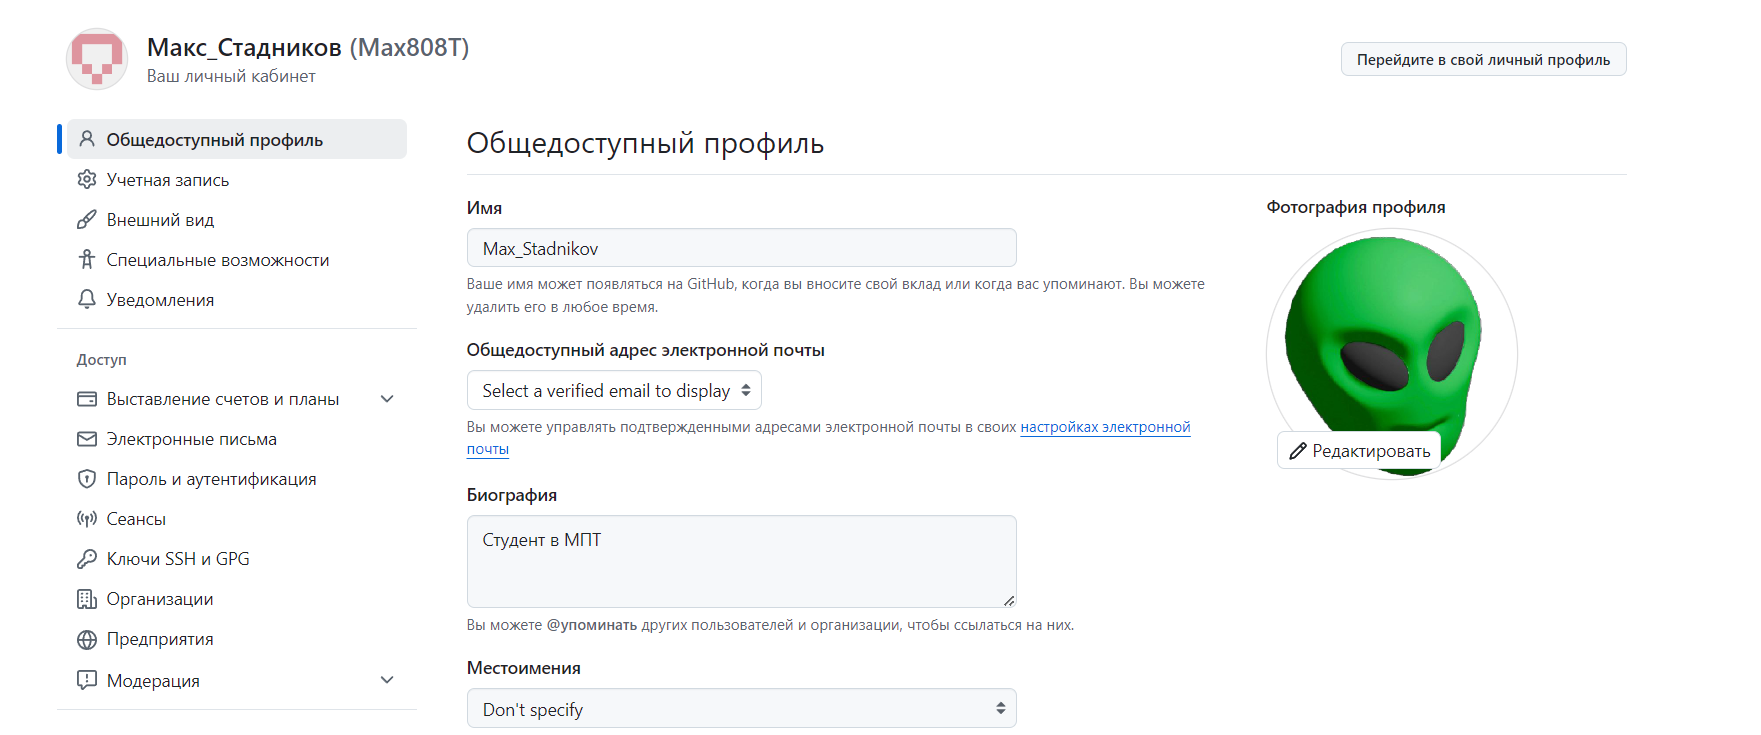 Макс_Стадников (Max808T)
Ваш личный кабинет
Перейдите в свой личный профиль
Общедоступный профиль
Учетная запись
Внешний вид
Специальные возможности
Уведомления
Доступ
Выставление счетов и планы
Электронные письма
Пароль и аутентификация
Сеансы
Ключи SSH и GPG
Организации
Предприятия
Модерация
Общедоступный профиль
Имя
Max_Stadnikov
Ваше имя может появляться на GitHub, когда вы вносите свой вклад или когда вас упоминают. Вы можете
удалить его в любое время.
Общедоступный адрес электронной почты
Select a verified email to display
Вы можете управлять подтвержденными адресами электронной почты в своих настройках электронной
почты
Биография
Студент в МПТ
Вы можете @упоминать других пользователей и организации, чтобы ссылаться на них.
Местоимения
Don't specify
Фотография профиля
Редактировать